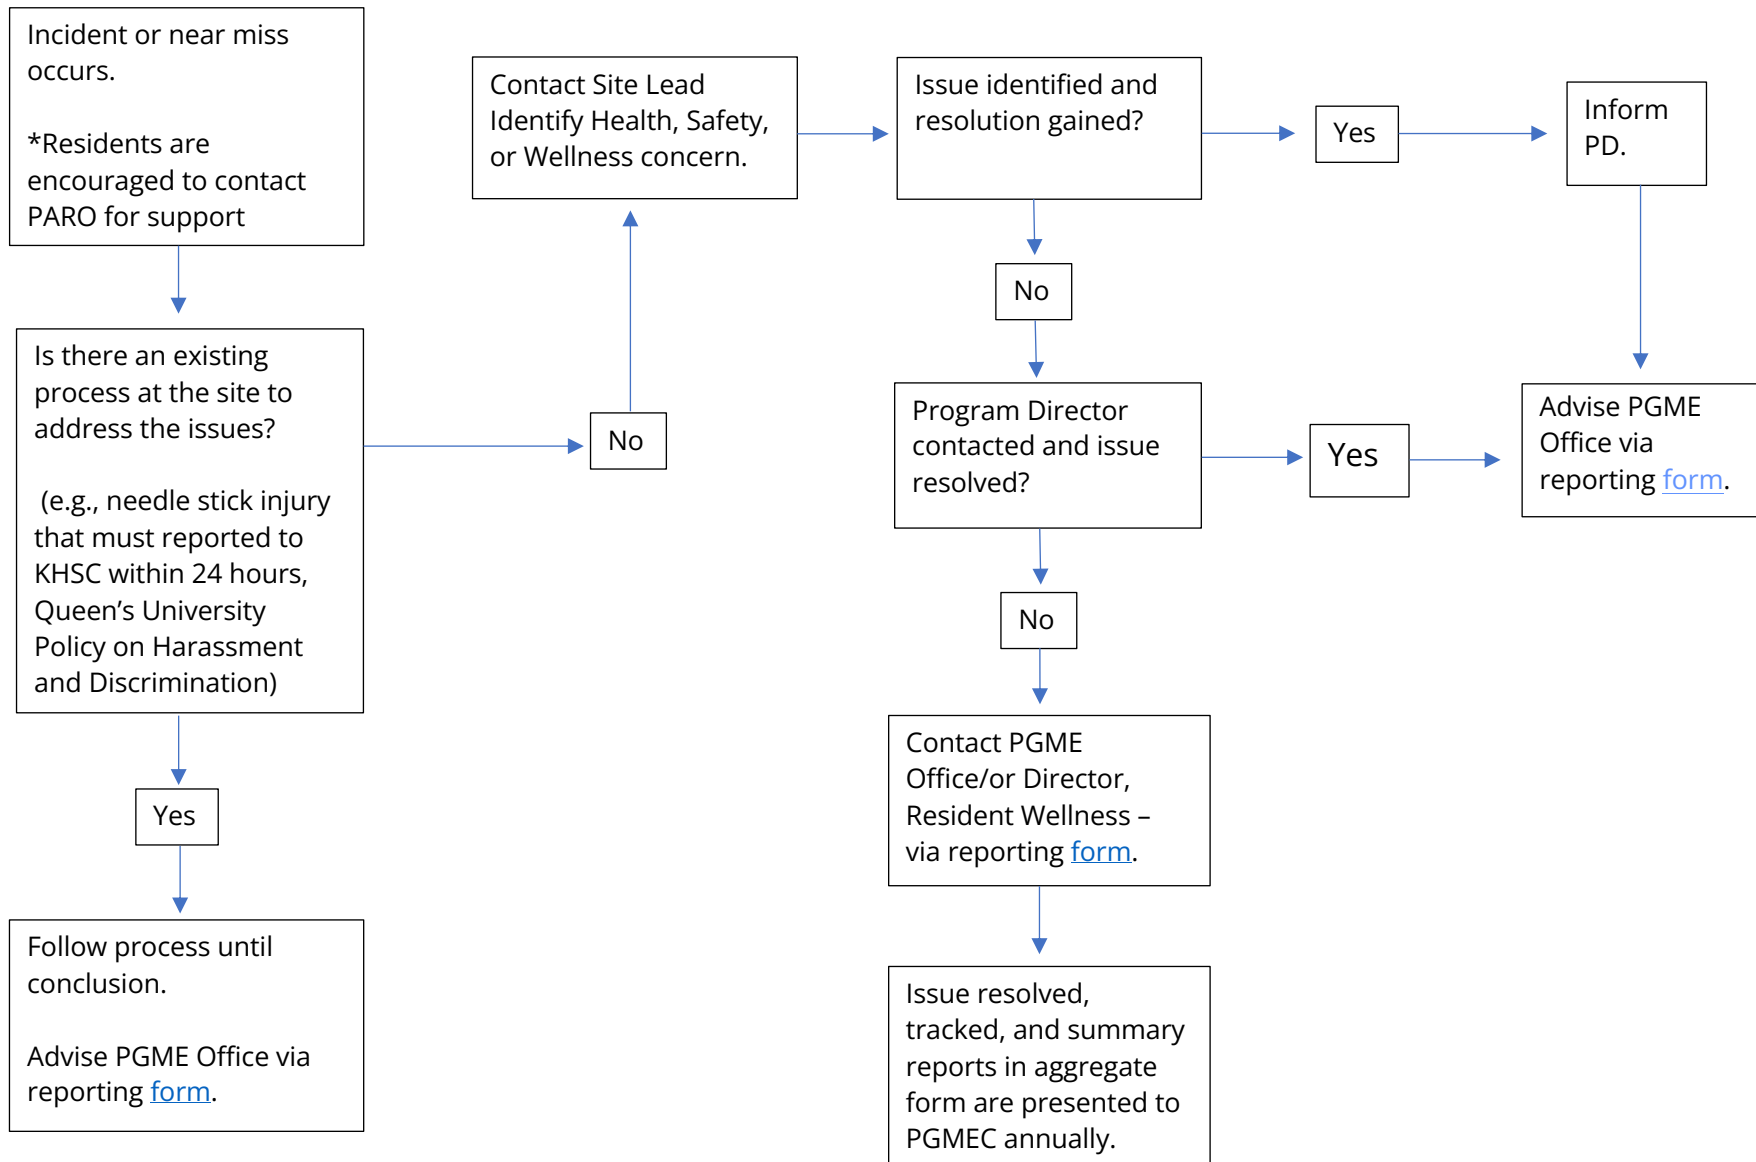 Incident or near miss
occurs.
*Residents are
encouraged to contact
PARO for support
Is there an existing
process at the site to
address the issues?
(e.g., needle stick injury
that must reported to
KHSC within 24 hours,
Queen’s University
Policy on Harassment
and Discrimination)
Yes
Follow process until
conclusion.
Advise PGME Office via
reporting form.
No
Contact Site Lead
Identify Health, Safety,
or Wellness concern.
Issue identified and
resolution gained?
Yes
Inform
PD.
No
Program Director
contacted and issue
resolved?
Yes
Advise PGME
Office via
reporting form.
No
Contact PGME
Office/or Director,
Resident Wellness –
via reporting form.
Issue resolved,
tracked, and summary
reports in aggregate
form are presented to
PGMEC annually.